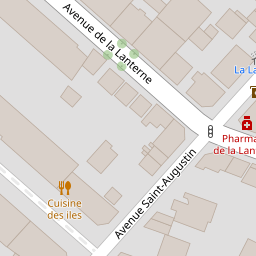 Avenue de la Lanterne
La La
Pharma
de la Lan
Avenue Saint-Augustin
Cuisine
des iles